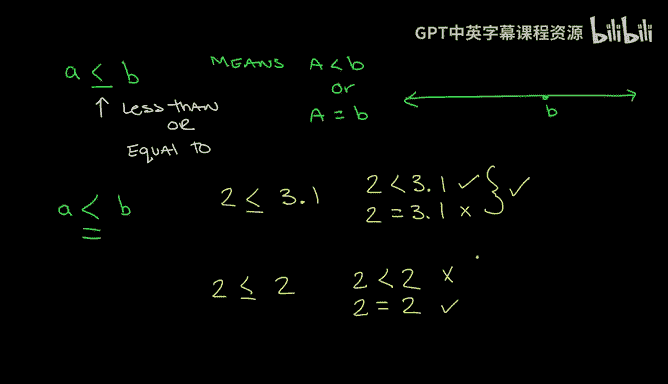 GPT中英字幕课程资源 bilibili
a ≤ b
MEANS A < b
or
A = b
b
↑ Less than
OR
EQUAL TO
a ≦ b
2 ≤ 3.1
2 < 3.1 ✓
2 = 3.1 ×
} ✓
2 ≤ 2
2 < 2 ×
2 = 2 ✓